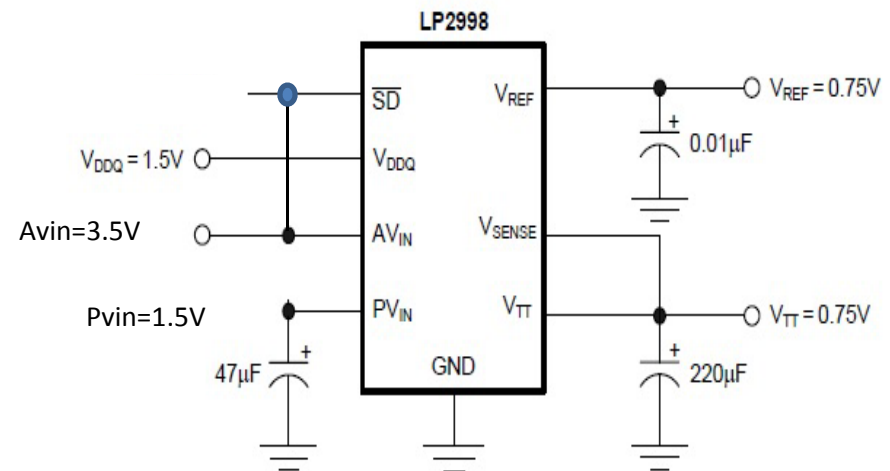 LP2998
SD
VREF
VREF = 0.75V
0.01µF
VDDQ = 1.5V
VDDQ
Avin=3.5V
AVIN
VSENSE
Pvin=1.5V
PVIN
VTT
VTT = 0.75V
47µF
GND
220µF
+
+
+